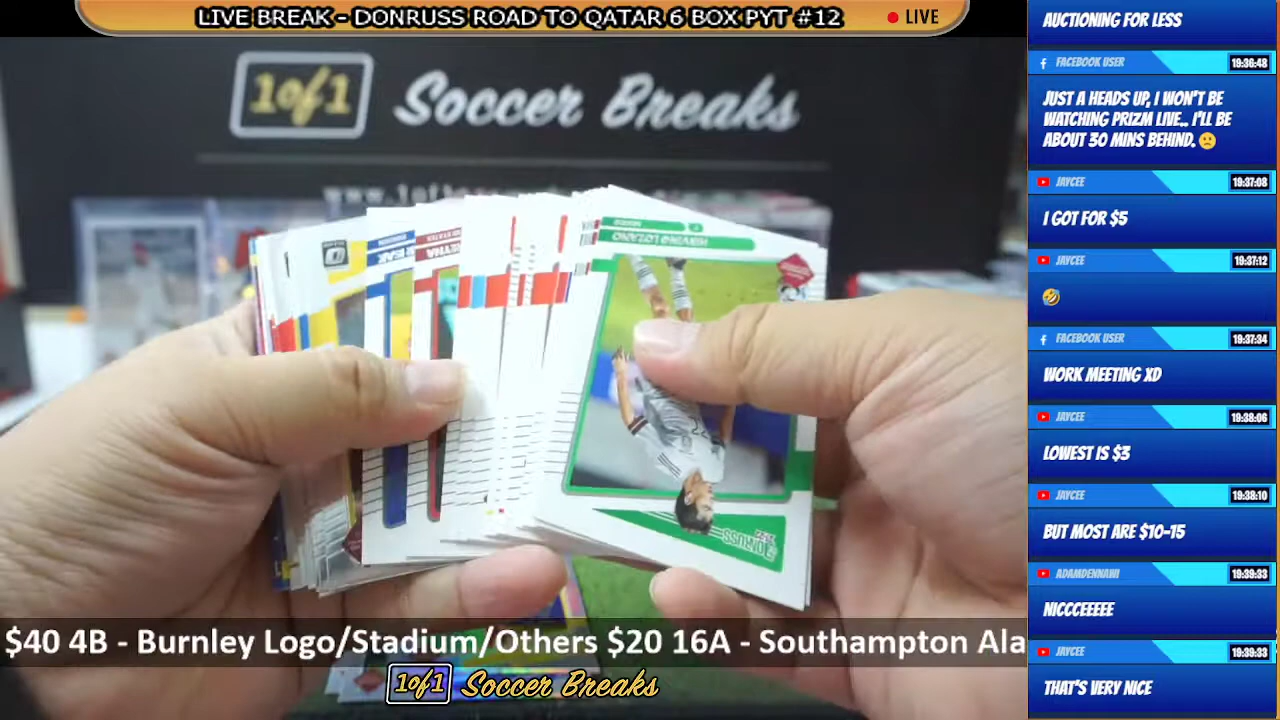 LIVE BREAK - DONRUSS ROAD TO QATAR 6 BOX PYT #12
LIVE
1of1 Soccer Breaks
HIRVING LOZANO
DONRUSS
$40 4B - Burnley Logo/Stadium/Others $20 16A - Southampton Ala
1of1 Soccer Breaks
AUCTIONING FOR LESS
FACEBOOK USER 19:36:48
JUST A HEADS UP, I WON'T BE
WATCHING PRIZM LIVE.. I'LL BE
ABOUT 30 MINS BEHIND. 🙁
JAYCEE 19:37:08
I GOT FOR $5
JAYCEE 19:37:12
🤣
FACEBOOK USER 19:37:34
WORK MEETING XD
JAYCEE 19:38:06
LOWEST IS $3
JAYCEE 19:38:10
BUT MOST ARE $10-15
ADAMDENNAWI 19:39:33
NICCCEEEEE
JAYCEE 19:39:33
THAT'S VERY NICE